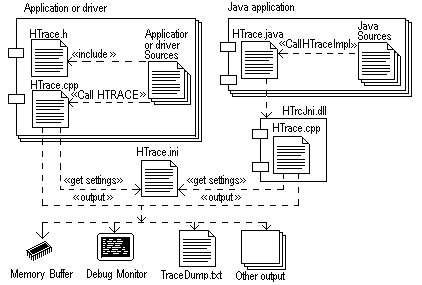 Application or driver
Java application
HTrace.h
«include »
Application
or driver
Sources
HTrace.java
«CallHTraceImpl»
Java
Sources
HTrace.cpp
«Call HTRACE»
HTrcJni.dll
HTrace.cpp
HTrace.ini
«get settings»
«get settings»
«output»
«output»
Memory Buffer
Debug Monitor
TraceDump.txt
Other output